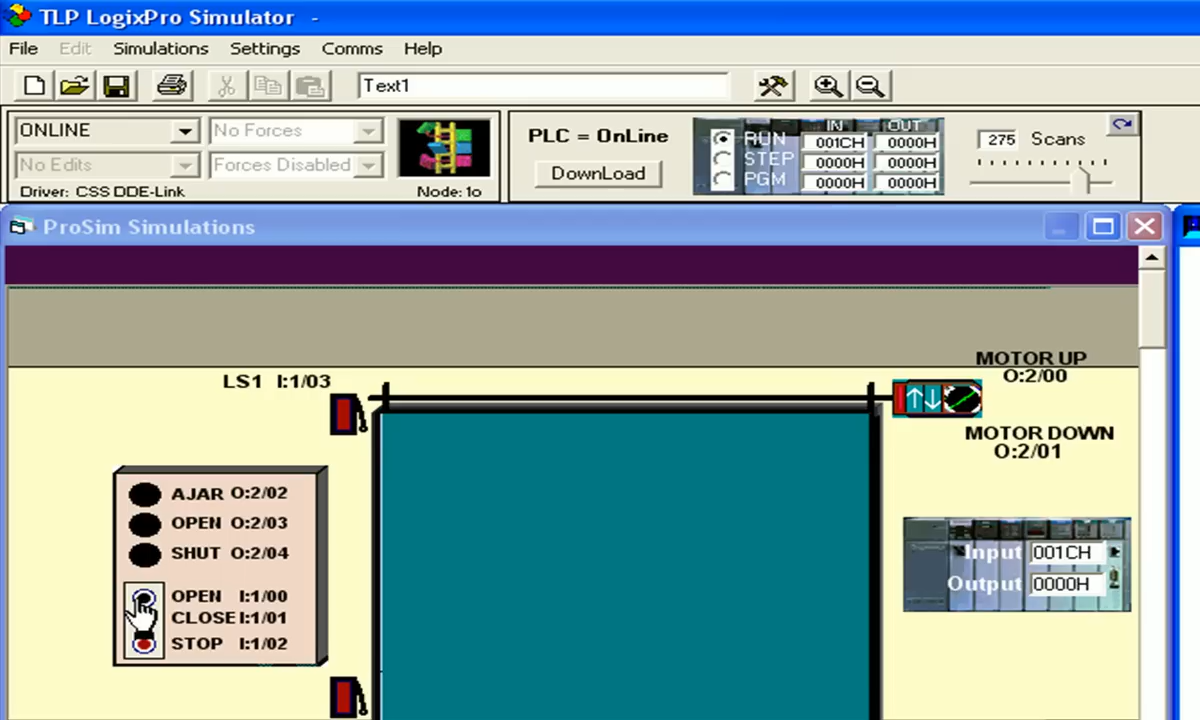 TLP LogixPro Simulator -
File Edit Simulations Settings Comms Help
Text1
ONLINE No Forces
No Edits Forces Disabled
Driver: CSS DDE-Link Node: 1o
PLC = OnLine
DownLoad
IN OUT
RUN 001CH 0000H
STEP 0000H 0000H
PGM 0000H 0000H
275 Scans
ProSim Simulations
LS1 I:1/03
MOTOR UP
O:2/00
MOTOR DOWN
O:2/01
AJAR O:2/02
OPEN O:2/03
SHUT O:2/04
OPEN I:1/00
CLOSE I:1/01
STOP I:1/02
Input 001CH
Output 0000H